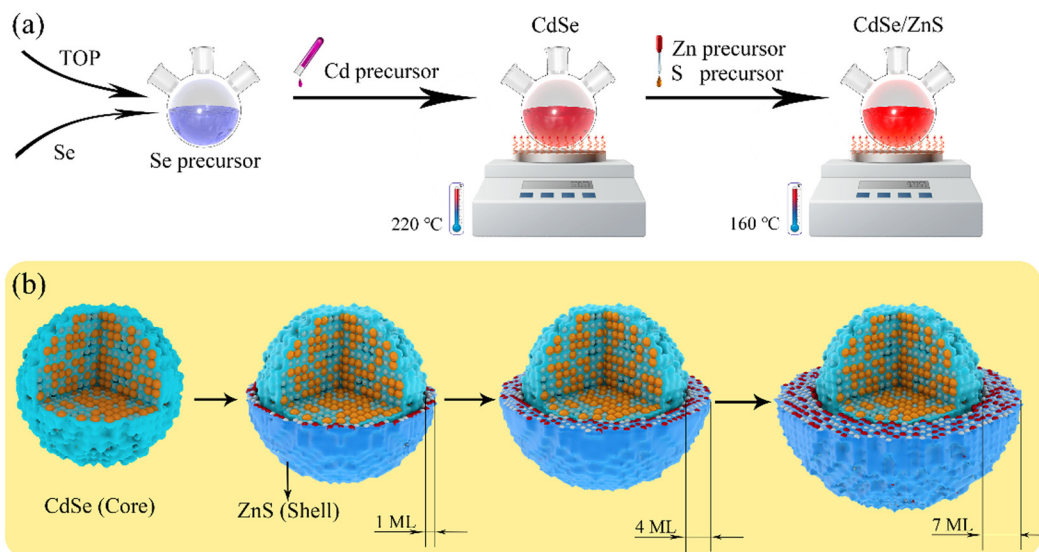 (a)
TOP
Se
Se precursor
Cd precursor
CdSe
220 °C
Zn precursor
S precursor
CdSe/ZnS
160 °C
(b)
CdSe (Core)
ZnS (Shell)
1 ML
4 ML
7 ML